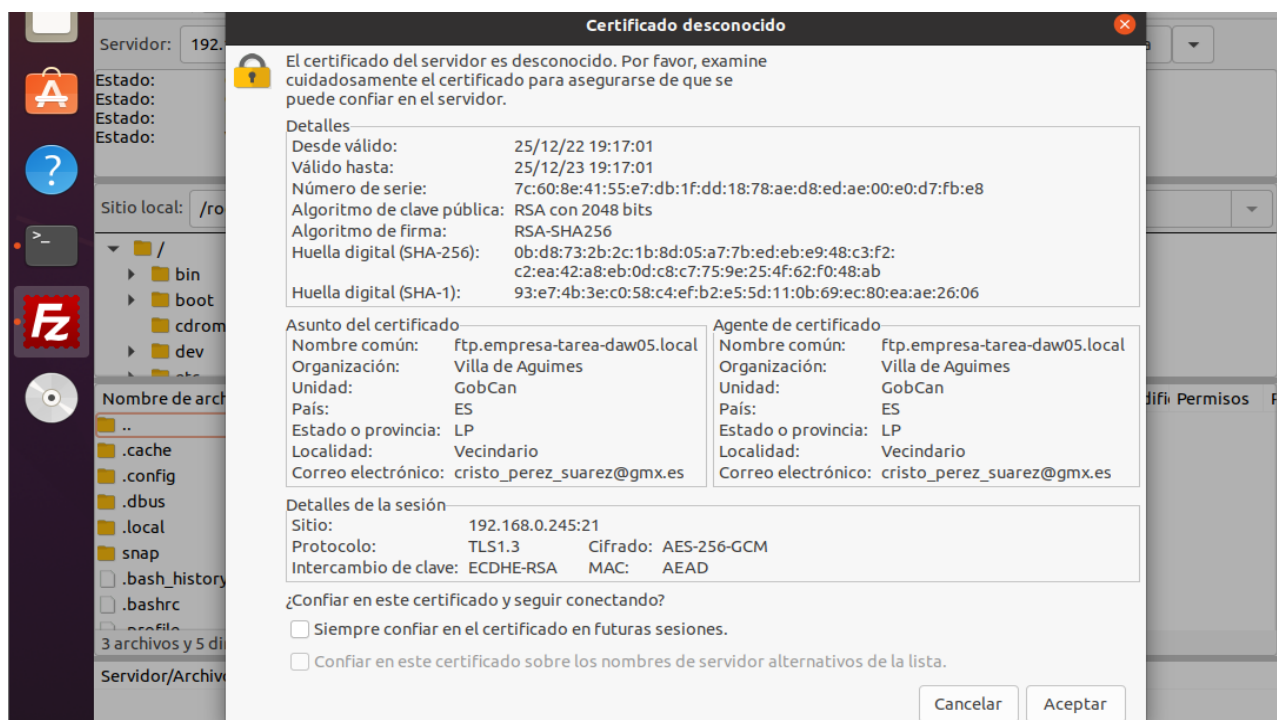 Certificado desconocido
Servidor: 192.
El certificado del servidor es desconocido. Por favor, examine
cuidadosamente el certificado para asegurarse de que se
puede confiar en el servidor.
Estado:
Estado:
Estado:
Estado:
Detalles
Desde válido: 25/12/22 19:17:01
Válido hasta: 25/12/23 19:17:01
Número de serie: 7c:60:8e:41:55:e7:db:1f:dd:18:78:ae:d8:ed:ae:00:e0:d7:fb:e8
Algoritmo de clave pública: RSA con 2048 bits
Algoritmo de firma: RSA-SHA256
Huella digital (SHA-256): 0b:d8:73:2b:2c:1b:8d:05:a7:7b:ed:eb:e9:48:c3:f2:
c2:ea:42:a8:eb:0d:c8:c7:75:9e:25:4f:62:f0:48:ab
Huella digital (SHA-1): 93:e7:4b:3e:c0:58:c4:ef:b2:e5:5d:11:0b:69:ec:80:ea:ae:26:06
Sitio local: /ro
/
bin
boot
cdrom
dev
Asunto del certificado
Nombre común: ftp.empresa-tarea-daw05.local
Organización: Villa de Aguimes
Unidad: GobCan
País: ES
Estado o provincia: LP
Localidad: Vecindario
Correo electrónico: cristo_perez_suarez@gmx.es
Agente de certificado
Nombre común: ftp.empresa-tarea-daw05.local
Organización: Villa de Aguimes
Unidad: GobCan
País: ES
Estado o provincia: LP
Localidad: Vecindario
Correo electrónico: cristo_perez_suarez@gmx.es
Nombre de arch
difi Permisos
..
.cache
.config
.dbus
.local
snap
.bash_history
.bashrc
.profile
3 archivos y 5 di
Servidor/Archiv
Detalles de la sesión
Sitio: 192.168.0.245:21
Protocolo: TLS1.3 Cifrado: AES-256-GCM
Intercambio de clave: ECDHE-RSA MAC: AEAD
¿Confiar en este certificado y seguir conectando?
Siempre confiar en el certificado en futuras sesiones.
Confiar en este certificado sobre los nombres de servidor alternativos de la lista.
Cancelar Aceptar